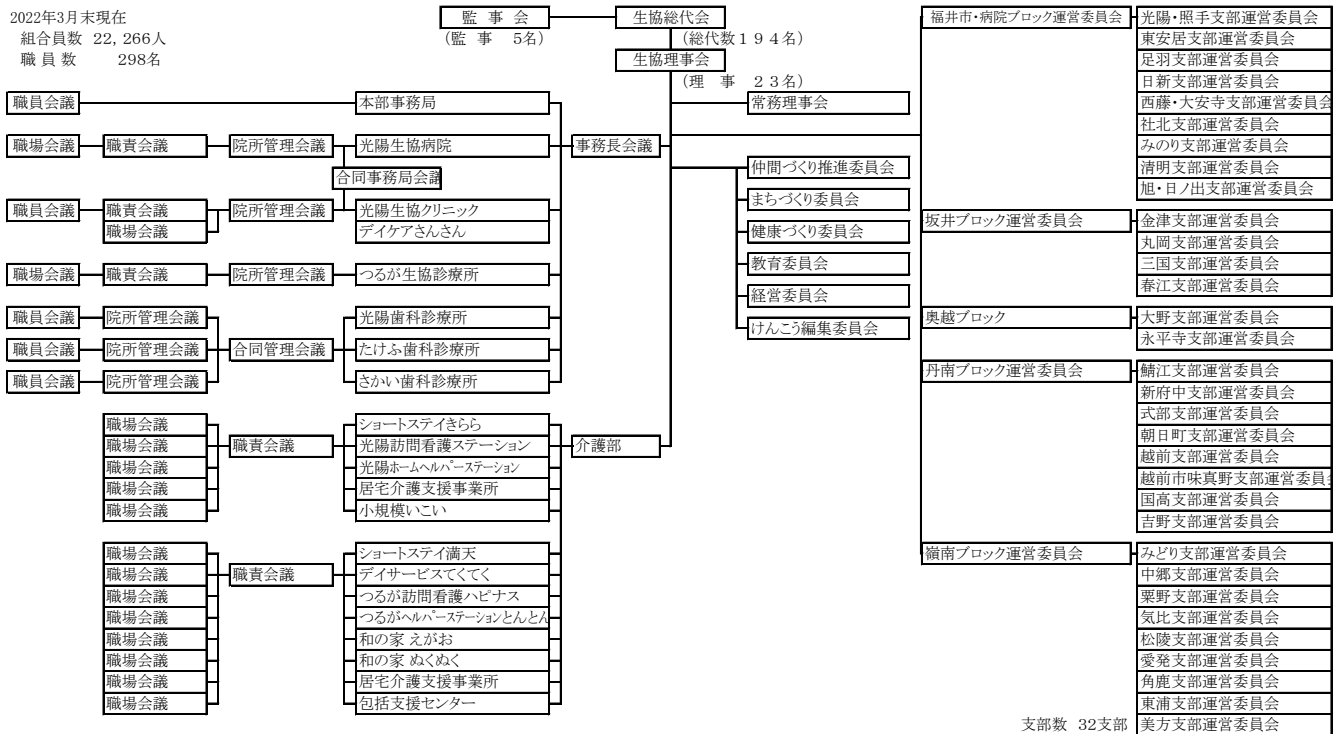 2022年3月末現在
組合員数 22,266人
職員数 298名
監事会
(監事 5名)
生協総代会
(総代数194名)
生協理事会
(理事 23名)
常務理事会
職員会議
本部事務局
職場会議
職責会議
院所管理会議
光陽生協病院
事務長会議
合同事務局会議
職員会議
職責会議
院所管理会議
光陽生協クリニック
職場会議
デイケアさんさん
職場会議
職責会議
院所管理会議
つるが生協診療所
職員会議
院所管理会議
光陽歯科診療所
職員会議
院所管理会議
合同管理会議
たけふ歯科診療所
職員会議
院所管理会議
さかい歯科診療所
職場会議
ショートステイきらら
職場会議
職責会議
光陽訪問看護ステーション
介護部
職場会議
光陽ホームヘルパーステーション
職場会議
居宅介護支援事業所
職場会議
小規模いこい
職場会議
ショートステイ満天
職場会議
職責会議
デイサービスてくてく
職場会議
つるが訪問看護ハピナス
職場会議
つるがヘルパーステーションとんとん
職場会議
和の家 えがお
職場会議
和の家 ぬくぬく
職場会議
居宅介護支援事業所
職場会議
包括支援センター
仲間づくり推進委員会
まちづくり委員会
健康づくり委員会
教育委員会
経営委員会
けんこう編集委員会
福井市・病院ブロック運営委員会
光陽・照手支部運営委員会
東安居支部運営委員会
足羽支部運営委員会
日新支部運営委員会
西藤・大安寺支部運営委員会
社北支部運営委員会
みのり支部運営委員会
清明支部運営委員会
旭・日ノ出支部運営委員会
坂井ブロック運営委員会
金津支部運営委員会
丸岡支部運営委員会
三国支部運営委員会
春江支部運営委員会
奥越ブロック
大野支部運営委員会
永平寺支部運営委員会
丹南ブロック運営委員会
鯖江支部運営委員会
新府中支部運営委員会
式部支部運営委員会
朝日町支部運営委員会
越前支部運営委員会
越前市味真野支部運営委員会
国高支部運営委員会
吉野支部運営委員会
嶺南ブロック運営委員会
みどり支部運営委員会
中郷支部運営委員会
粟野支部運営委員会
気比支部運営委員会
松陵支部運営委員会
愛発支部運営委員会
角鹿支部運営委員会
東浦支部運営委員会
支部数 32支部
美方支部運営委員会